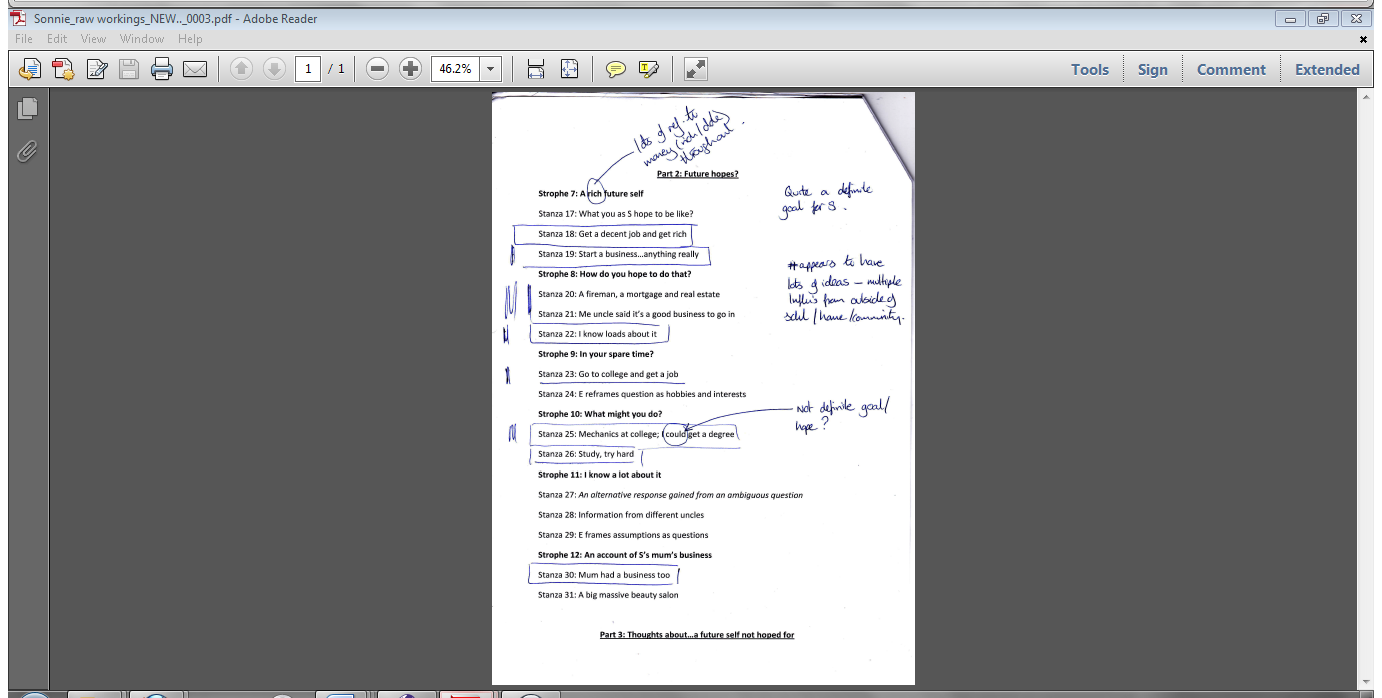 Sonnie_raw workings_NEW.._0003.pdf - Adobe Reader
File Edit View Window Help
1 / 1 46.2% Tools Sign Comment Extended
lots of ref. to
money (rich /
throughout
Part 2: Future hopes?
Strophe 7: A rich future self
Quite a definite
goal for S.
Stanza 17: What you as S hope to be like?
Stanza 18: Get a decent job and get rich
Stanza 19: Start a business...anything really
Strophe 8: How do you hope to do that?
appears to have
lots of ideas – multiple
from outside of
/ home/community.
Stanza 20: A fireman, a mortgage and real estate
Stanza 21: Me uncle said it's a good business to go in
Stanza 22: I know loads about it
Strophe 9: In your spare time?
Stanza 23: Go to college and get a job
Stanza 24: E reframes question as hobbies and interests
Strophe 10: What might you do?
Not definite goal/
hope?
Stanza 25: Mechanics at college; I could get a degree
Stanza 26: Study, try hard
Strophe 11: I know a lot about it
Stanza 27: An alternative response gained from an ambiguous question
Stanza 28: Information from different uncles
Stanza 29: E frames assumptions as questions
Strophe 12: An account of S's mum's business
Stanza 30: Mum had a business too
Stanza 31: A big massive beauty salon
Part 3: Thoughts about...a future self not hoped for